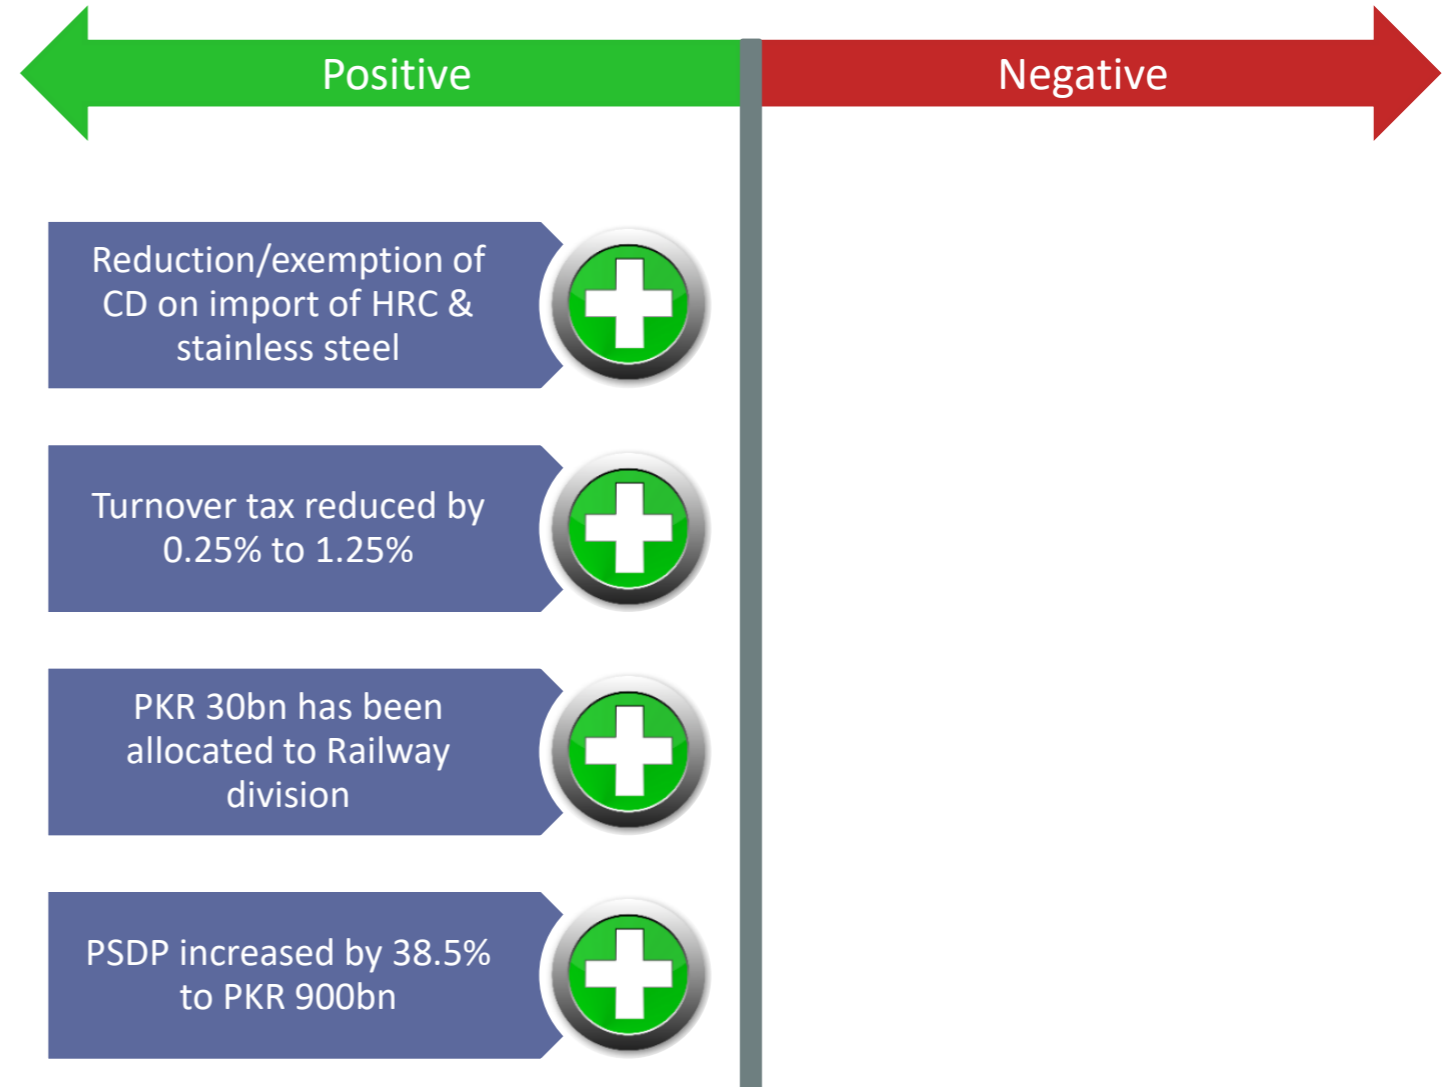 Positive
Negative
Reduction/exemption of
CD on import of HRC &
stainless steel
Turnover tax reduced by
0.25% to 1.25%
PKR 30bn has been
allocated to Railway
division
PSDP increased by 38.5%
to PKR 900bn